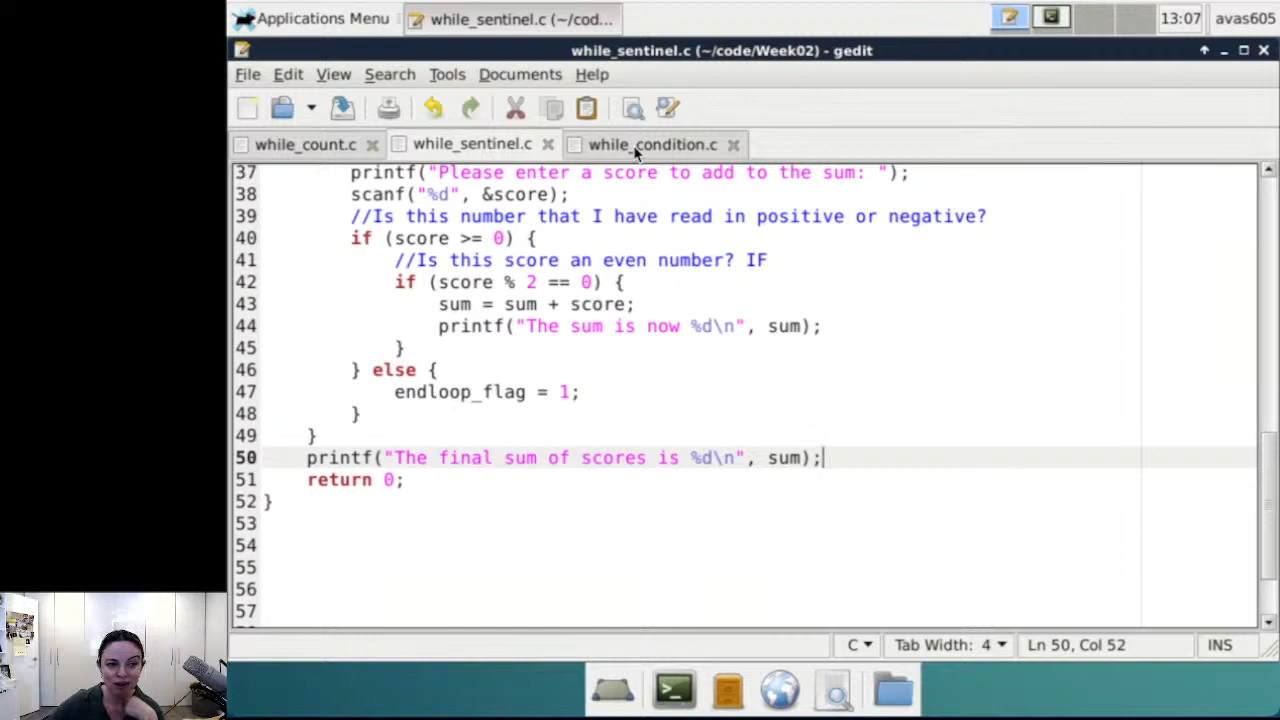 Applications Menu
while_sentinel.c (~/cod...
13:07
avas605
while_sentinel.c (~/code/Week02) - gedit
File Edit View Search Tools Documents Help
while_count.c
while_sentinel.c
while_condition.c
37 printf("Please enter a score to add to the sum: ");
38 scanf("%d", &score);
39 //Is this number that I have read in positive or negative?
40 if (score >= 0) {
41 //Is this score an even number? IF
42 if (score % 2 == 0) {
43 sum = sum + score;
44 printf("The sum is now %d\n", sum);
45 }
46 } else {
47 endloop_flag = 1;
48 }
49 }
50 printf("The final sum of scores is %d\n", sum);
51 return 0;
52 }
53
54
55
56
57
C Tab Width: 4 Ln 50, Col 52 INS